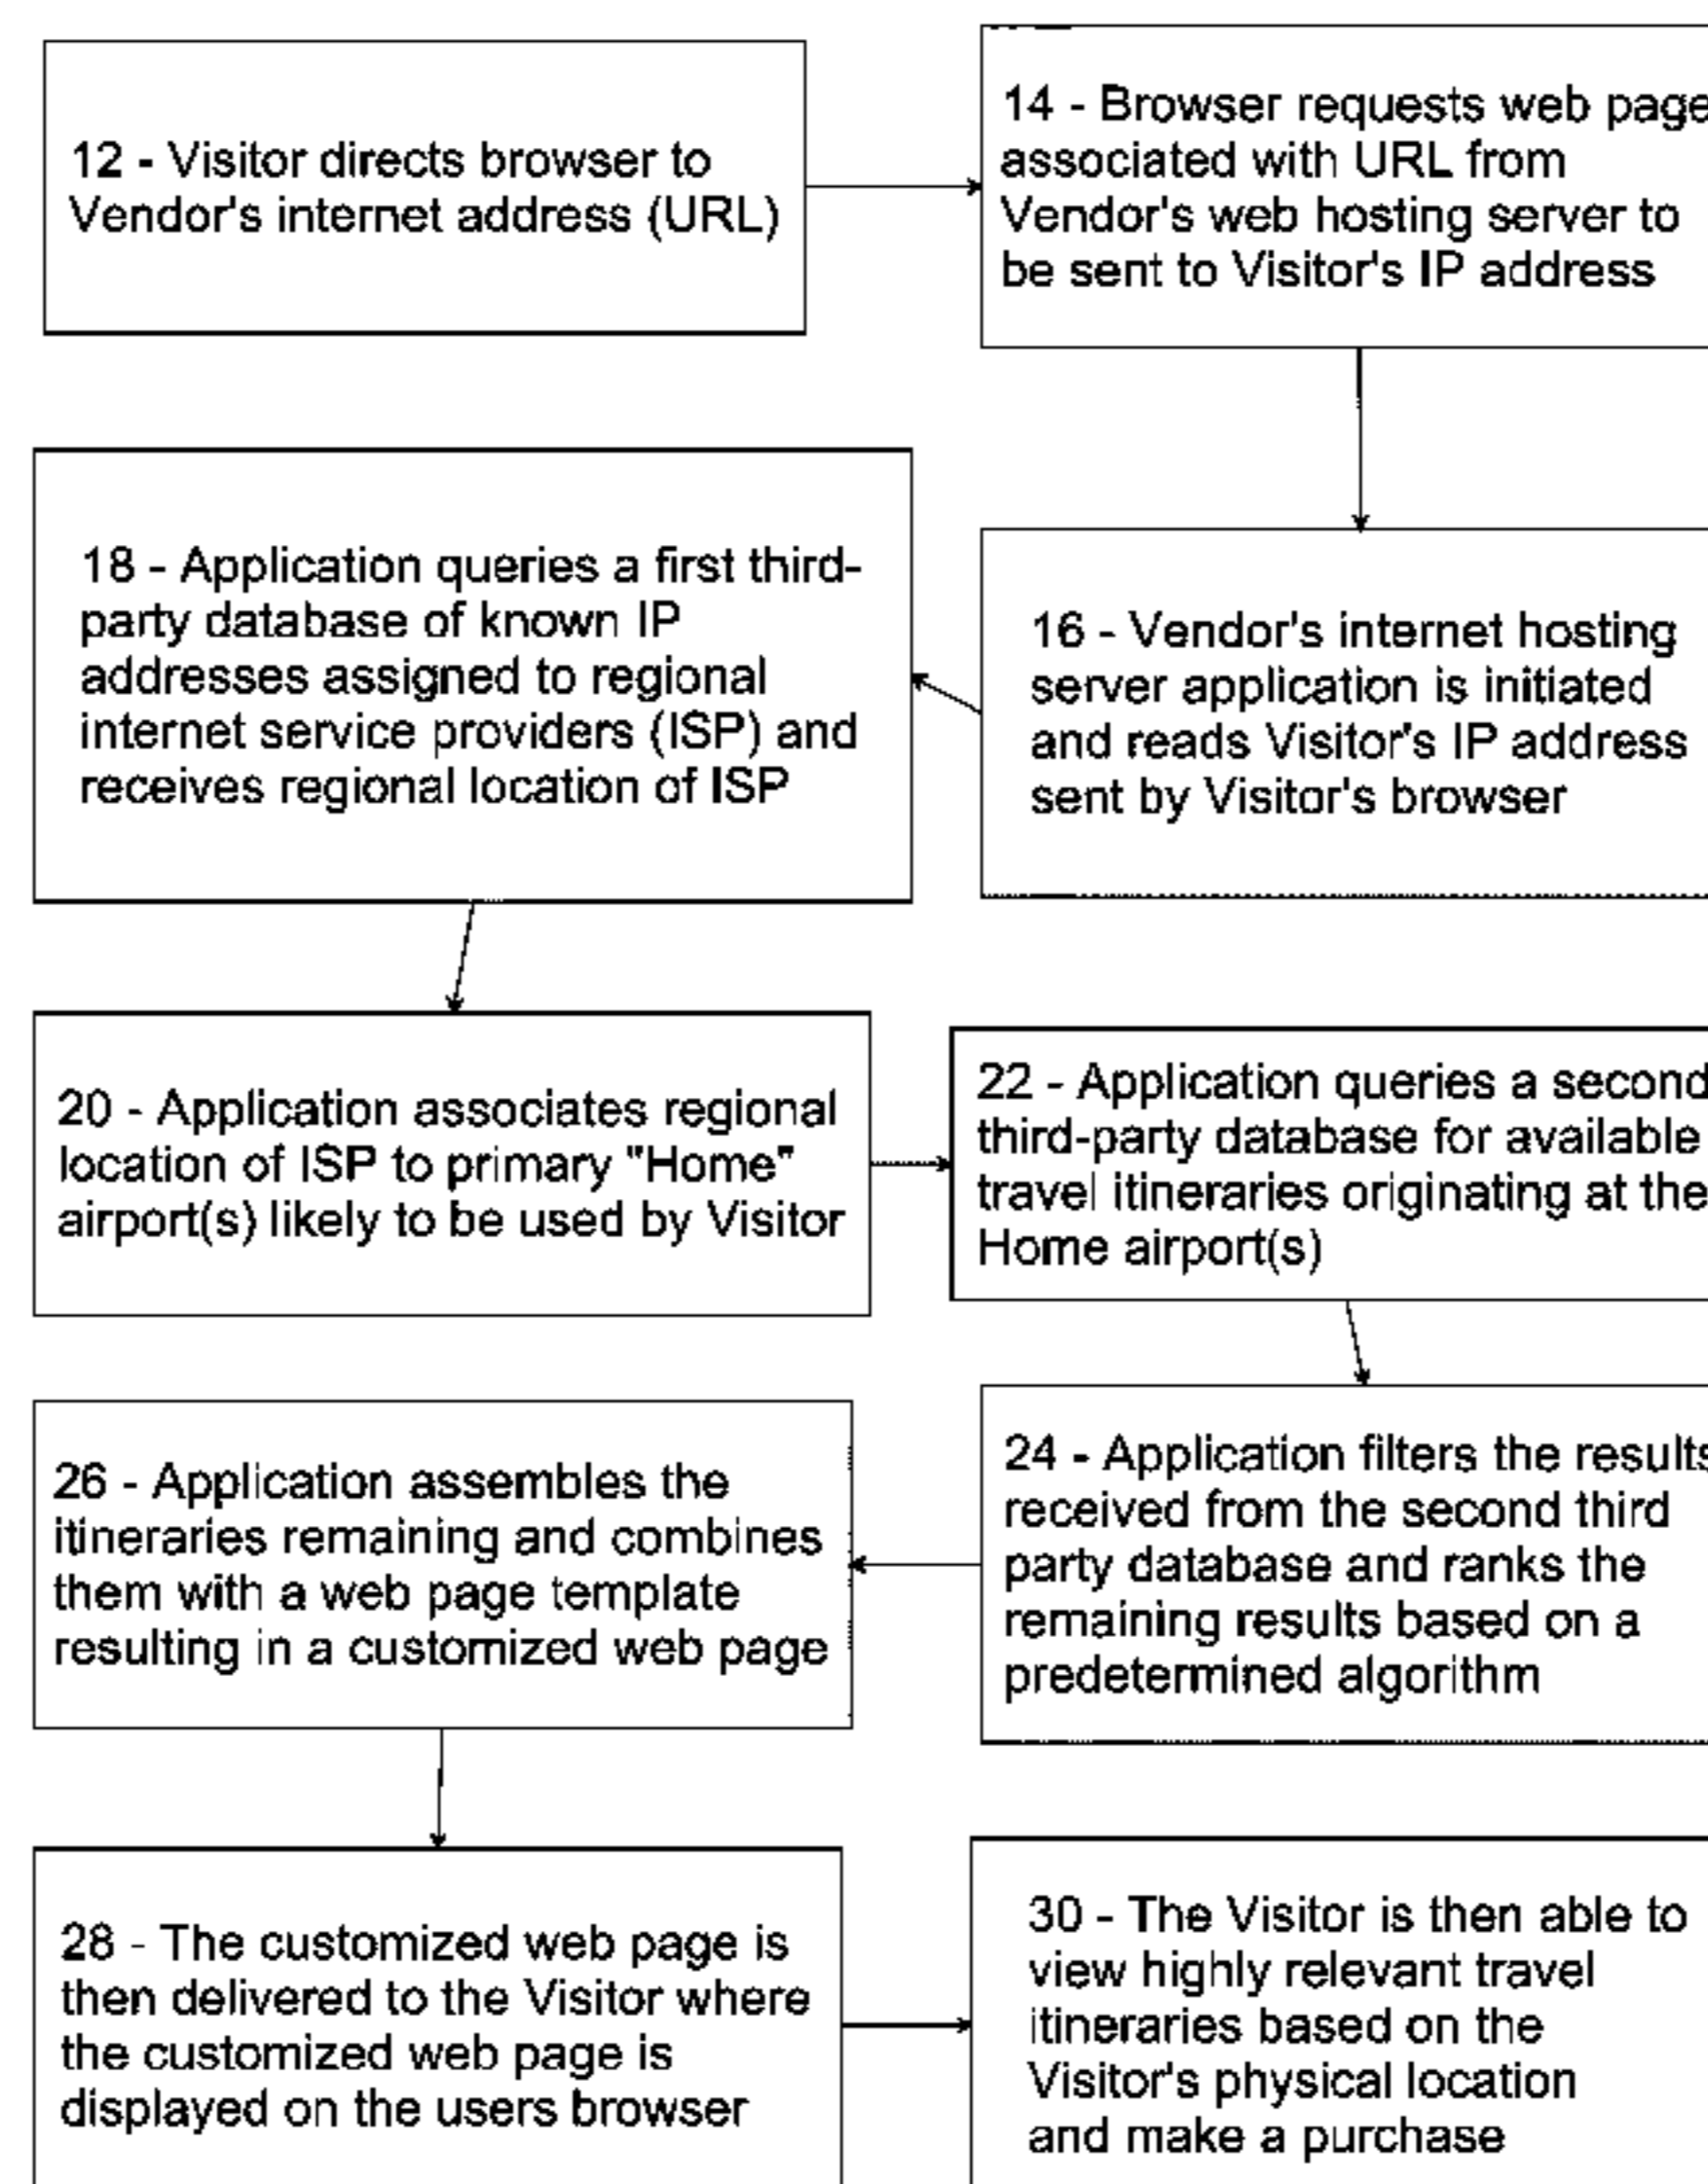 12 - Visitor directs browser to
Vendor's internet address (URL)
14 - Browser requests web page
associated with URL from
Vendor's web hosting server to
be sent to Visitor's IP address
16 - Vendor's internet hosting
server application is initiated
and reads Visitor's IP address
sent by Visitor's browser
18 - Application queries a first third-
party database of known IP
addresses assigned to regional
internet service providers (ISP) and
receives regional location of ISP
20 - Application associates regional
location of ISP to primary "Home"
airport(s) likely to be used by Visitor
22 - Application queries a second
third-party database for available
travel itineraries originating at the
Home airport(s)
24 - Application filters the results
received from the second third
party database and ranks the
remaining results based on a
predetermined algorithm
26 - Application assembles the
itineraries remaining and combines
them with a web page template
resulting in a customized web page
28 - The customized web page is
then delivered to the Visitor where
the customized web page is
displayed on the users browser
30 - The Visitor is then able to
view highly relevant travel
itineraries based on the
Visitor's physical location
and make a purchase